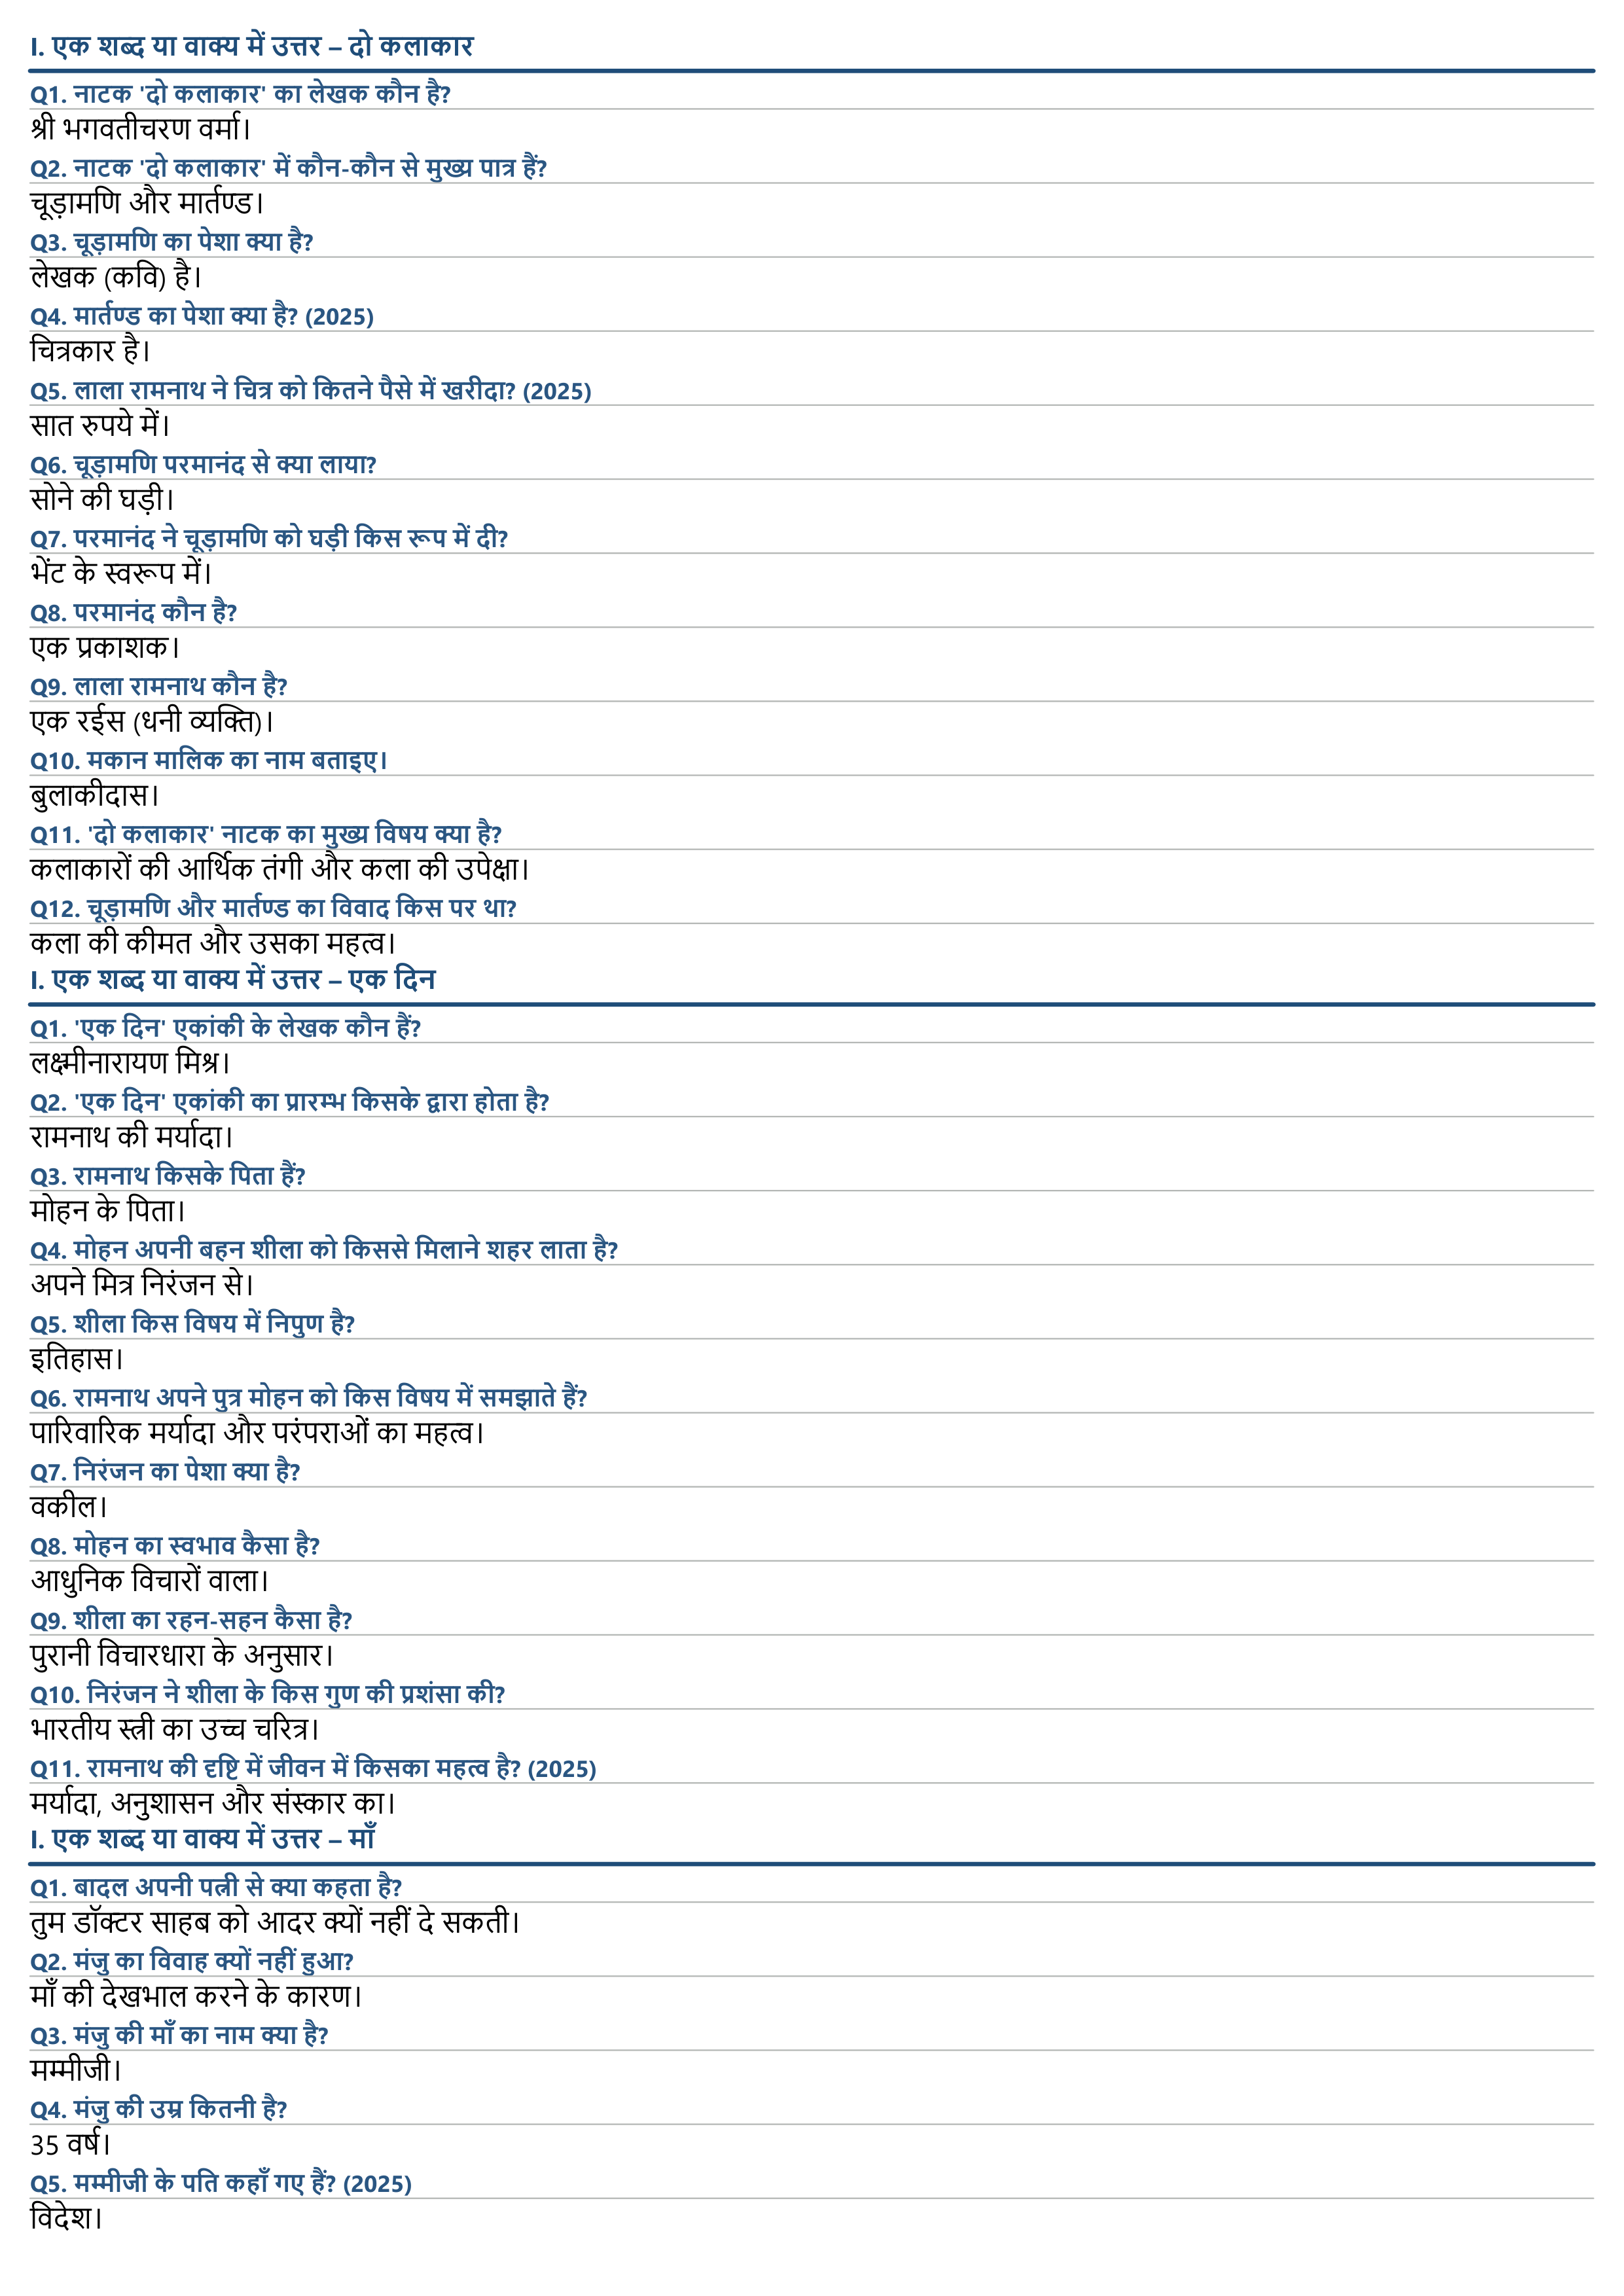 I. एक शब्द या वाक्य में उत्तर – दो कलाकार
Q1. नाटक 'दो कलाकार' का लेखक कौन है?
श्री भगवतीचरण वर्मा।
Q2. नाटक 'दो कलाकार' में कौन-कौन से मुख्य पात्र हैं?
चूड़ामणि और मार्तण्ड।
Q3. चूड़ामणि का पेशा क्या है?
लेखक (कवि) है।
Q4. मार्तण्ड का पेशा क्या है? (2025)
चित्रकार है।
Q5. लाला रामनाथ ने चित्र को कितने पैसे में खरीदा? (2025)
सात रुपये में।
Q6. चूड़ामणि परमानंद से क्या लाया?
सोने की घड़ी।
Q7. परमानंद ने चूड़ामणि को घड़ी किस रूप में दी?
भेंट के स्वरूप में।
Q8. परमानंद कौन है?
एक प्रकाशक।
Q9. लाला रामनाथ कौन है?
एक रईस (धनी व्यक्ति)।
Q10. मकान मालिक का नाम बताइए।
बुलाकीदास।
Q11. 'दो कलाकार' नाटक का मुख्य विषय क्या है?
कलाकारों की आर्थिक तंगी और कला की उपेक्षा।
Q12. चूड़ामणि और मार्तण्ड का विवाद किस पर था?
कला की कीमत और उसका महत्व।
I. एक शब्द या वाक्य में उत्तर – एक दिन
Q1. 'एक दिन' एकांकी के लेखक कौन हैं?
लक्ष्मीनारायण मिश्र।
Q2. 'एक दिन' एकांकी का प्रारम्भ किसके द्वारा होता है?
रामनाथ की मर्यादा।
Q3. रामनाथ किसके पिता हैं?
मोहन के पिता।
Q4. मोहन अपनी बहन शीला को किससे मिलाने शहर लाता है?
अपने मित्र निरंजन से।
Q5. शीला किस विषय में निपुण है?
इतिहास।
Q6. रामनाथ अपने पुत्र मोहन को किस विषय में समझाते हैं?
पारिवारिक मर्यादा और परंपराओं का महत्व।
Q7. निरंजन का पेशा क्या है?
वकील।
Q8. मोहन का स्वभाव कैसा है?
आधुनिक विचारों वाला।
Q9. शीला का रहन-सहन कैसा है?
पुरानी विचारधारा के अनुसार।
Q10. निरंजन ने शीला के किस गुण की प्रशंसा की?
भारतीय स्त्री का उच्च चरित्र।
Q11. रामनाथ की दृष्टि में जीवन में किसका महत्व है? (2025)
मर्यादा, अनुशासन और संस्कार का।
I. एक शब्द या वाक्य में उत्तर – माँ
Q1. बादल अपनी पत्नी से क्या कहता है?
तुम डॉक्टर साहब को आदर क्यों नहीं दे सकती।
Q2. मंजु का विवाह क्यों नहीं हुआ?
माँ की देखभाल करने के कारण।
Q3. मंजु की माँ का नाम क्या है?
मम्मीजी।
Q4. मंजु की उम्र कितनी है?
35 वर्ष।
Q5. मम्मीजी के पति कहाँ गए हैं? (2025)
विदेश।